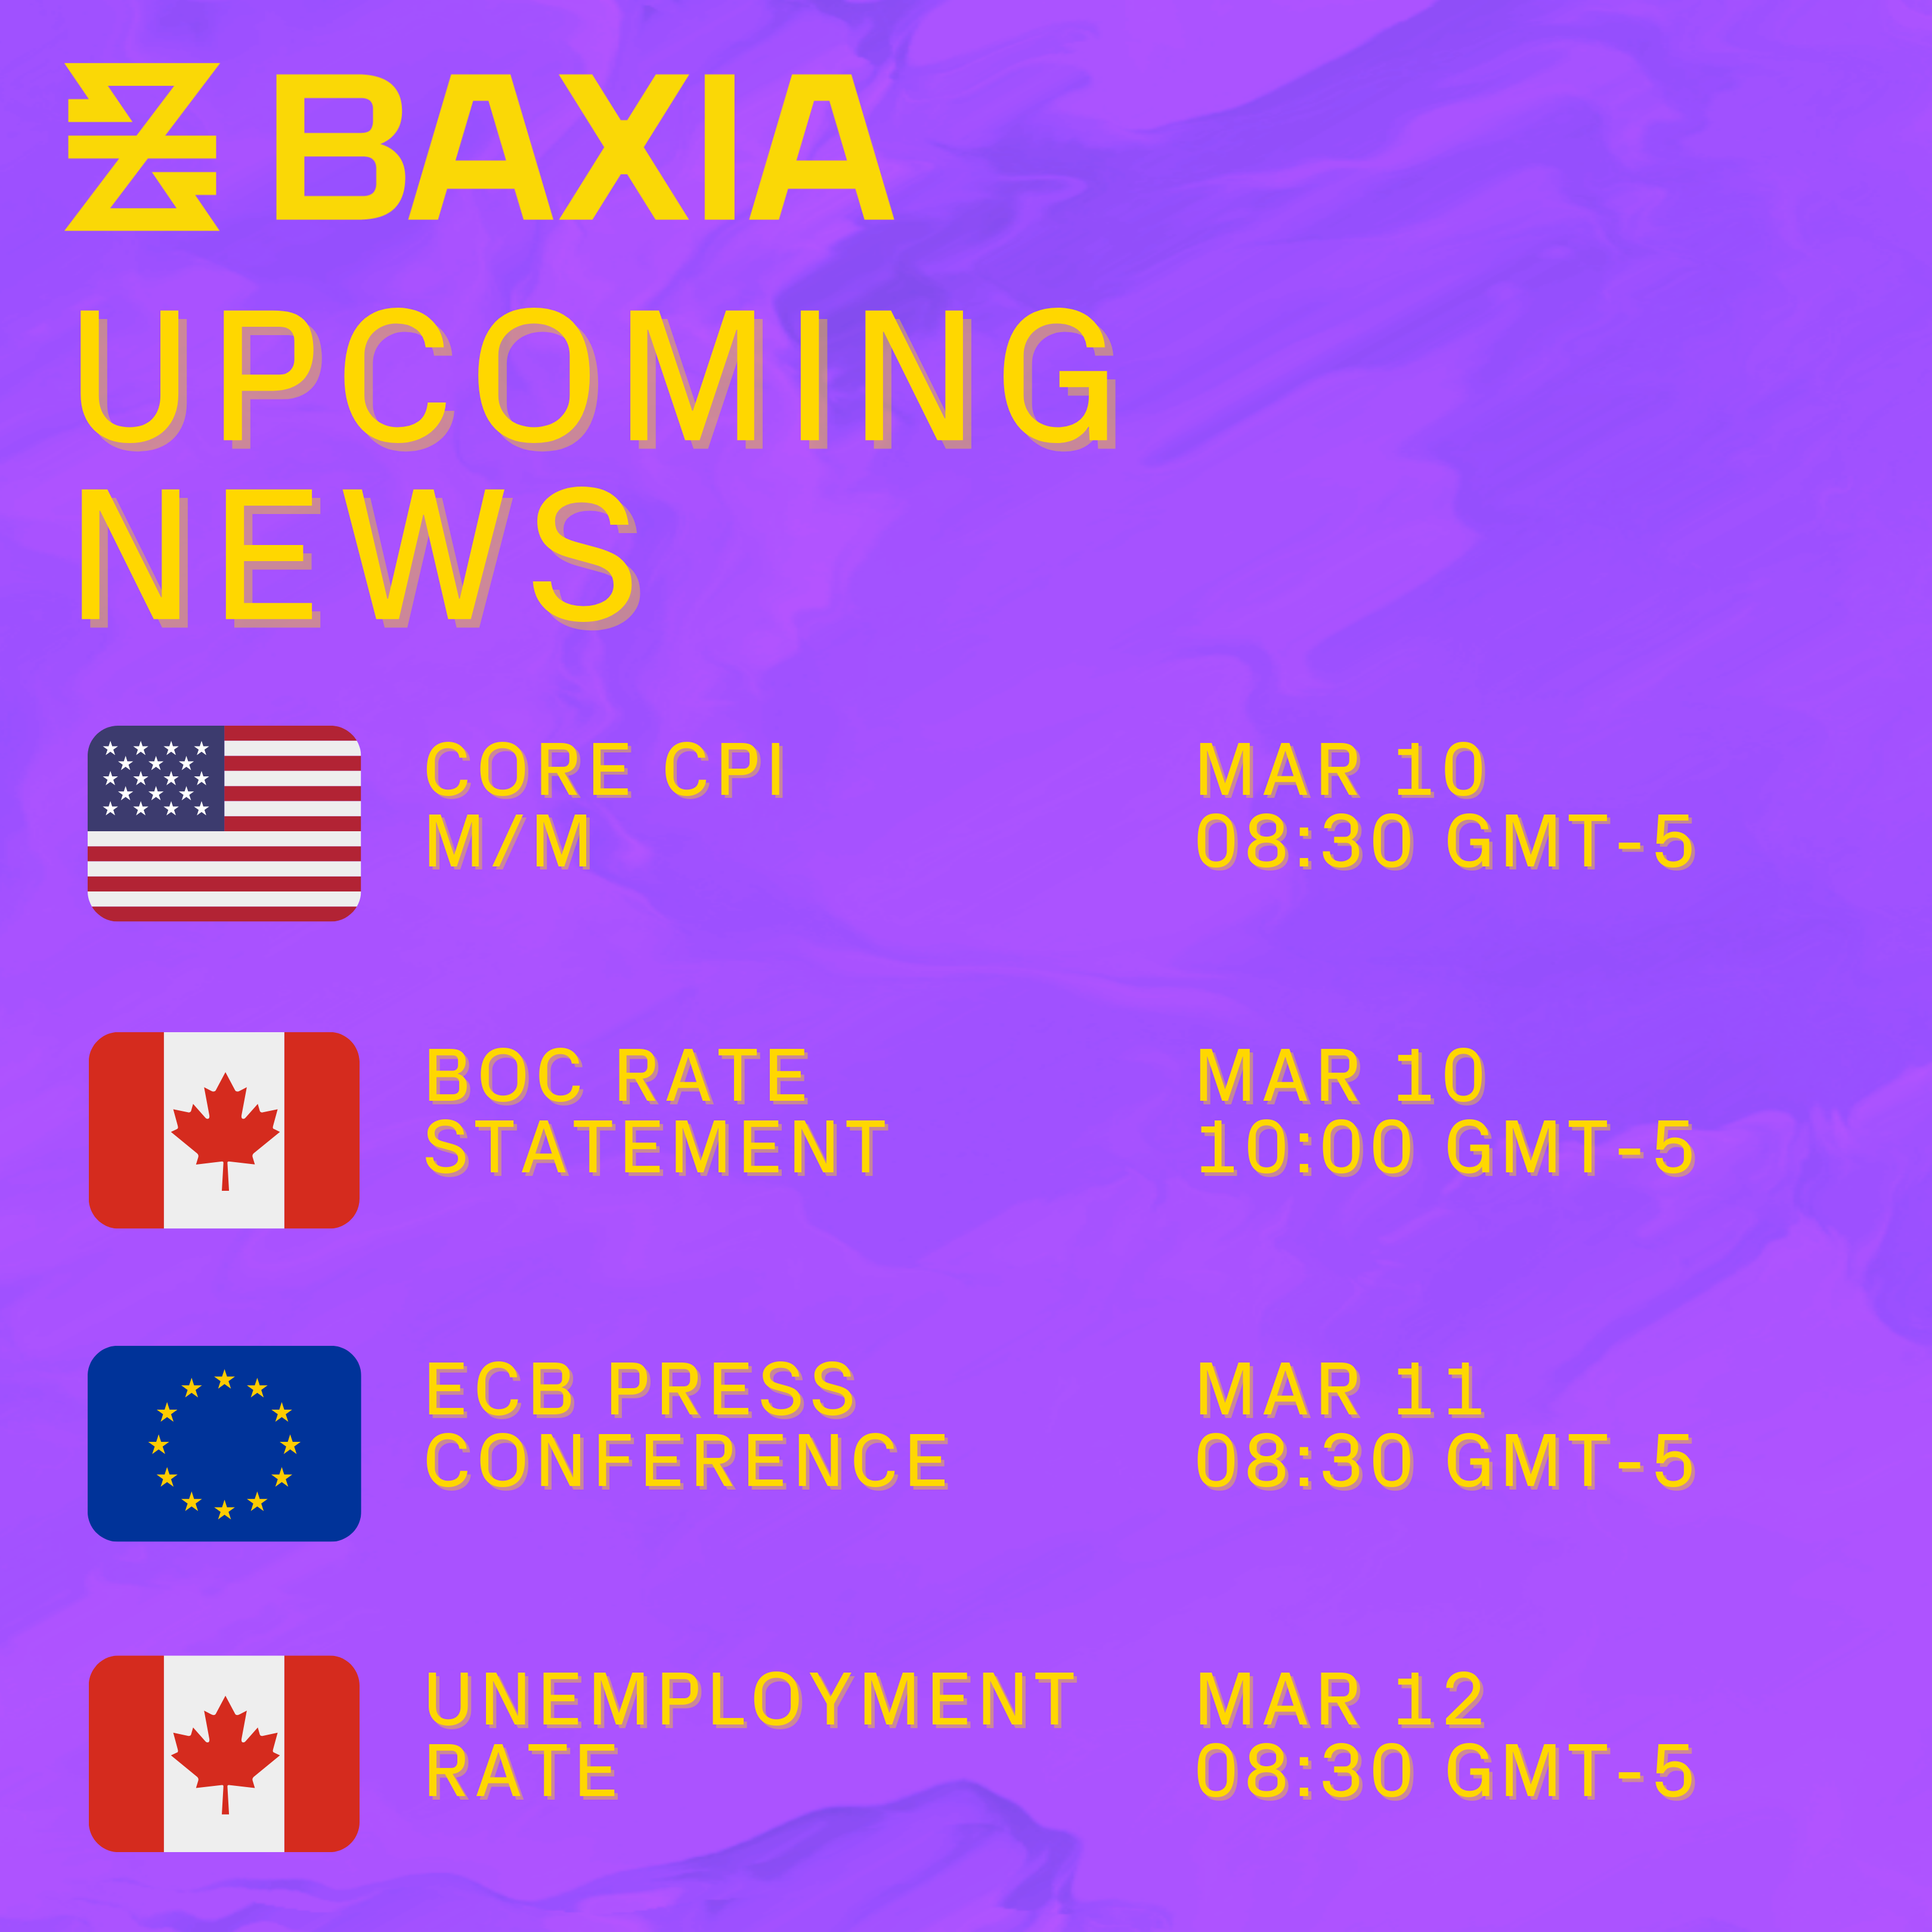 BAXIA
UPCOMING
NEWS
CORE CPI
M/M
MAR 10
08:30 GMT-5
BOC RATE
STATEMENT
MAR 10
10:00 GMT-5
ECB PRESS
CONFERENCE
MAR 11
08:30 GMT-5
UNEMPLOYMENT
RATE
MAR 12
08:30 GMT-5